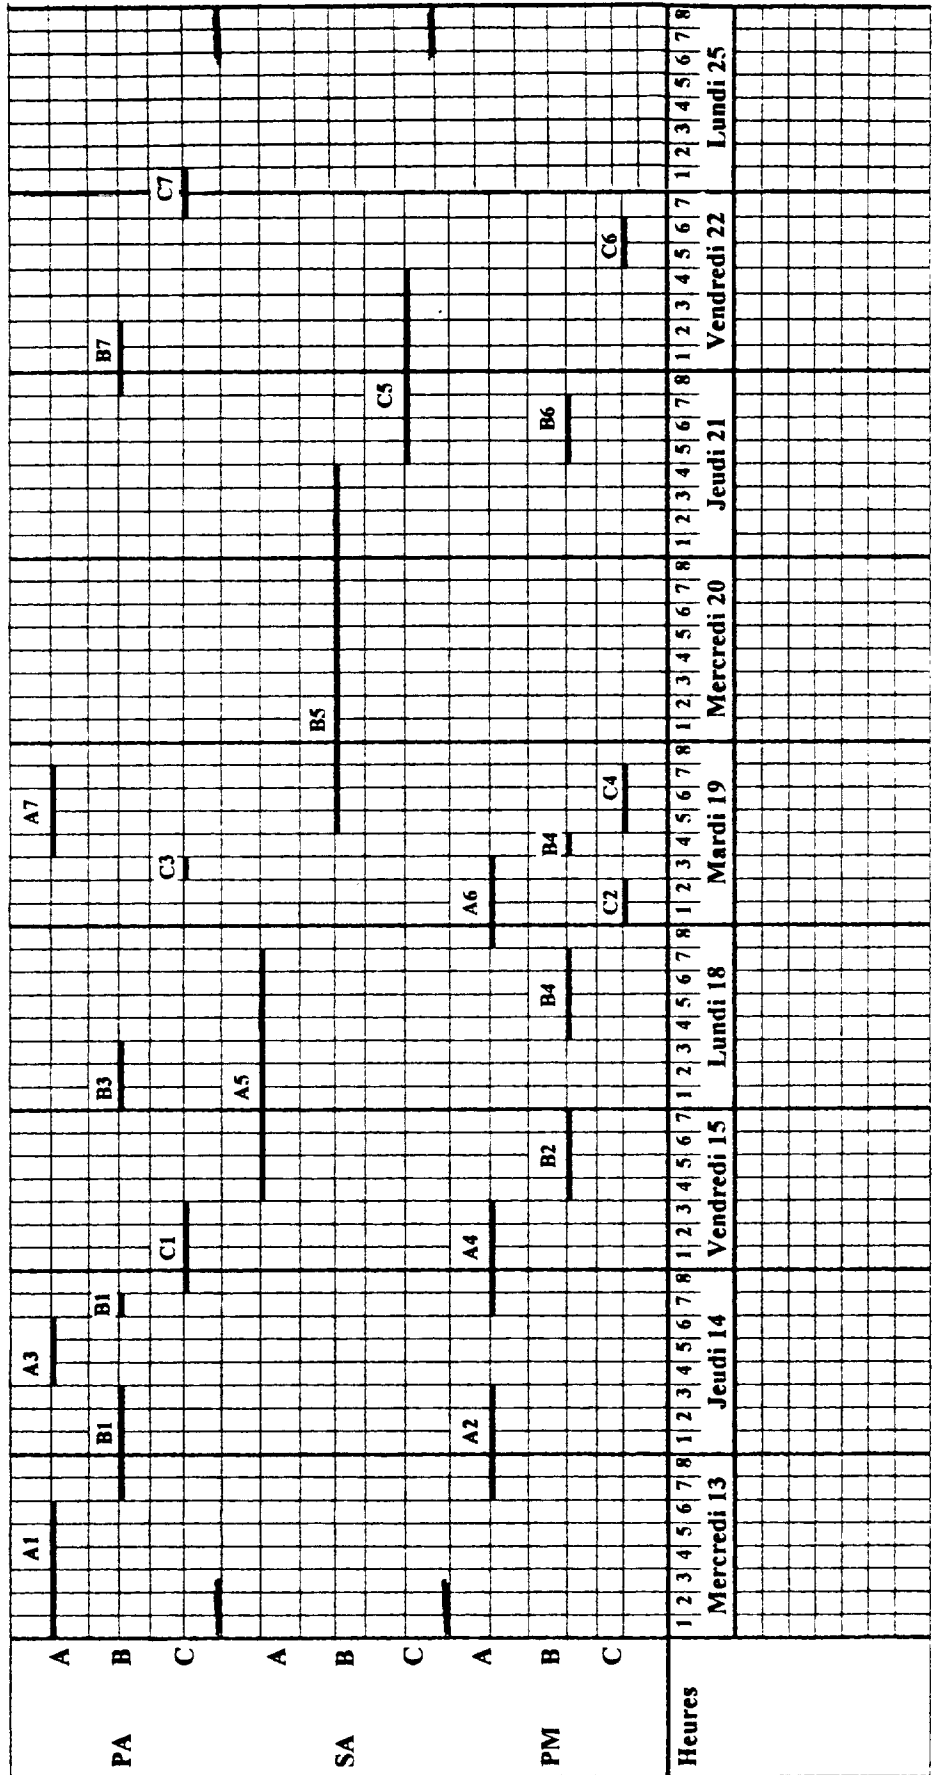 PA
A
A1
A3
A7
B
B1
B1
B3
B7
C
C1
C3
C7
SA
A
A5
B
B5
C
C5
PM
A
A2
A4
A6
B
B2
B4
B4
B6
C
C2
C4
C6
Heures
1 2 3 4 5 6 7 8 1 2 3 4 5 6 7 8 1 2 3 4 5 6 7 1 2 3 4 5 6 7 8 1 2 3 4 5 6 7 8 1 2 3 4 5 6 7 8 1 2 3 4 5 6 7 8 1 2 3 4 5 6 7 1 2 3 4 5 6 7 8
Mercredi 13 Jeudi 14 Vendredi 15 Lundi 18 Mardi 19 Mercredi 20 Jeudi 21 Vendredi 22 Lundi 25